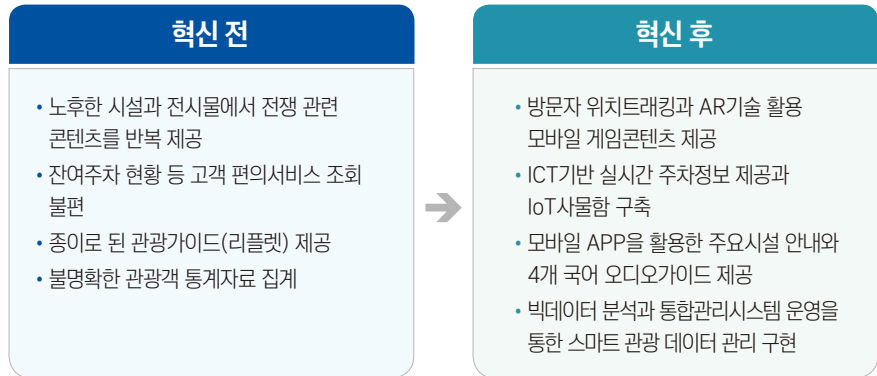 혁신 전
• 노후한 시설과 전시물에서 전쟁 관련
콘텐츠를 반복 제공
• 잔여주차 현황 등 고객 편의서비스 조회
불편
• 종이로 된 관광가이드(리플렛) 제공
• 불명확한 관광객 통계자료 집계
혁신 후
• 방문자 위치트래킹과 AR기술 활용
모바일 게임콘텐츠 제공
• ICT기반 실시간 주차정보 제공과
IoT사물함 구축
• 모바일 APP을 활용한 주요시설 안내와
4개 국어 오디오가이드 제공
• 빅데이터 분석과 통합관리시스템 운영을
통한 스마트 관광 데이터 관리 구현